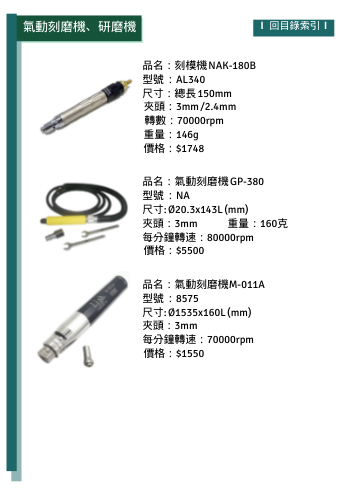 氣動刻磨機、研磨機
I 回目錄索引 I
品名：刻模機NAK-180B
型號：AL340
尺寸：總長150mm
夾頭：3mm/2.4mm
轉數：70000rpm
重量：146g
價格：$1748
品名：氣動刻磨機GP-380
型號：NA
尺寸:Ø20.3x143L(mm)
夾頭：3mm 重量：160克
每分鐘轉速：80000rpm
價格：$5500
品名：氣動刻磨機M-011A
型號：8575
尺寸:Ø1535x160L(mm)
夾頭：3mm
每分鐘轉速：70000rpm
價格：$1550